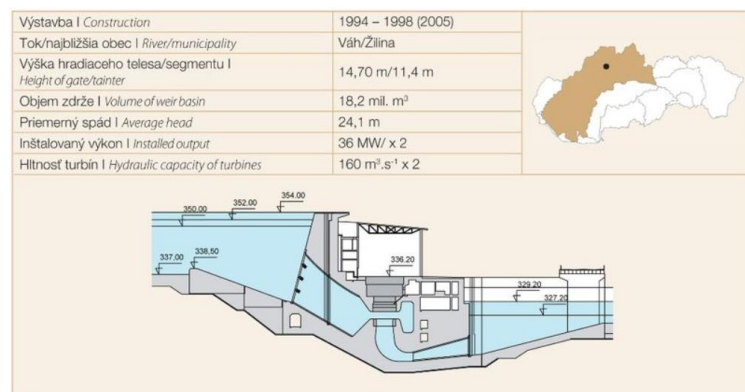 Výstavba I Construction 1994 – 1998 (2005)
Tok/najbližšia obec I River/municipality Váh/Žilina
Výška hradiaceho telesa/segmentu I
Height of gate/tainter 14,70 m/11,4 m
Objem zdrže I Volume of weir basin 18,2 mil. m³
Priemerný spád I Average head 24,1 m
Inštalovaný výkon I Installed output 36 MW/ x 2
Hltnosť turbín I Hydraulic capacity of turbines 160 m³.s⁻¹ x 2
354,00
352,00
350,00
337,00
338,50
336.20
329.20
327,20